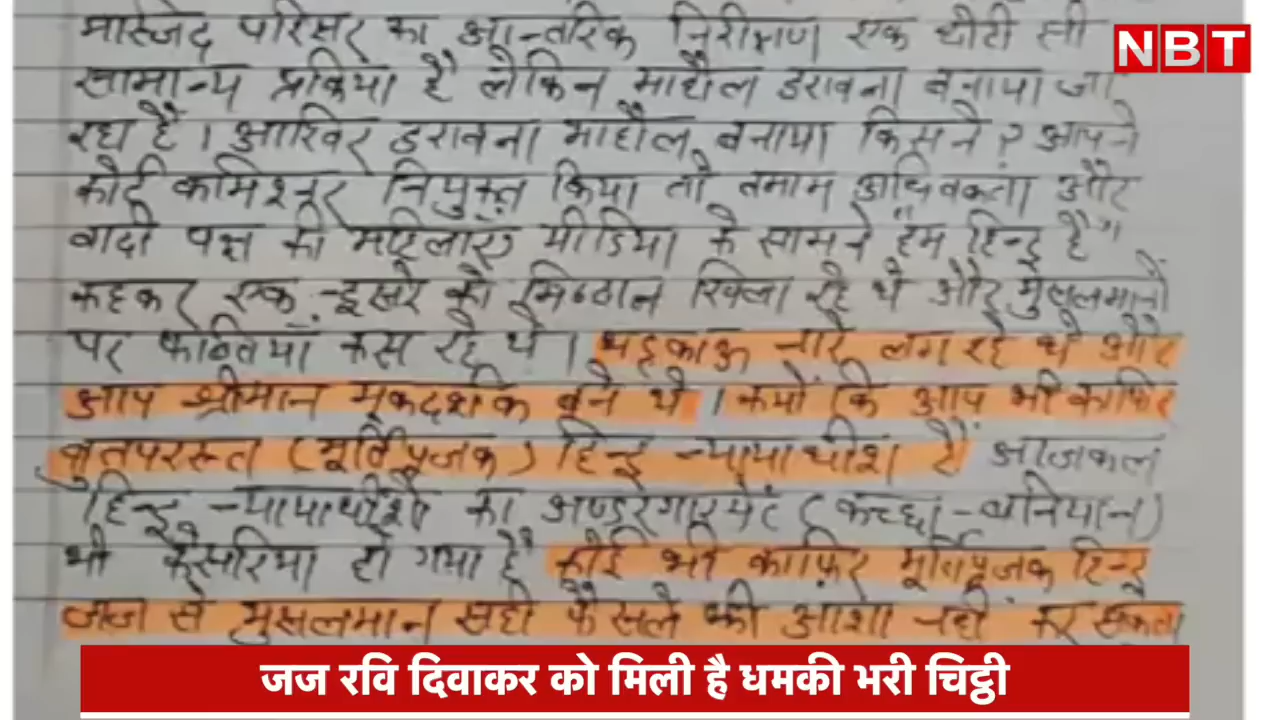 मस्जिद परिसर का आन्तरिक निरीक्षण एक छोटी सी
NBT
सामान्य प्रक्रिया है लेकिन माहौल डरावना बनाया जा
रहा है। आखिर डरावना माहौल बनाया किसने? आपने
कोर्ट कमिश्नर नियुक्त किया तो तमाम अधिवक्ता और
वादी पक्ष की महिलाएं मीडिया के सामने हम हिन्दू हैं"
कहकर एक-दूसरे को मिष्ठान खिला रहे थे और मुसलमानों
पर फब्तियां कस रहे थे। भड़काऊ नारे लग रहे थे और
आप श्रीमान मूकदर्शक बने थे। क्यों कि आप भी काफिर
बुतपरस्त (मूर्तिपूजक) हिन्दू न्यायाधीश हैं आजकल
हिन्दू न्यायाधीशों का अण्डरगारमेंट (कच्छा-बनियान)
भी केसरिया हो गया है कोई भी काफिर मूर्तिपूजक हिन्दू
जज से मुसलमान सही फैसले की आशा नहीं कर सकता
जज रवि दिवाकर को मिली है धमकी भरी चिट्ठी